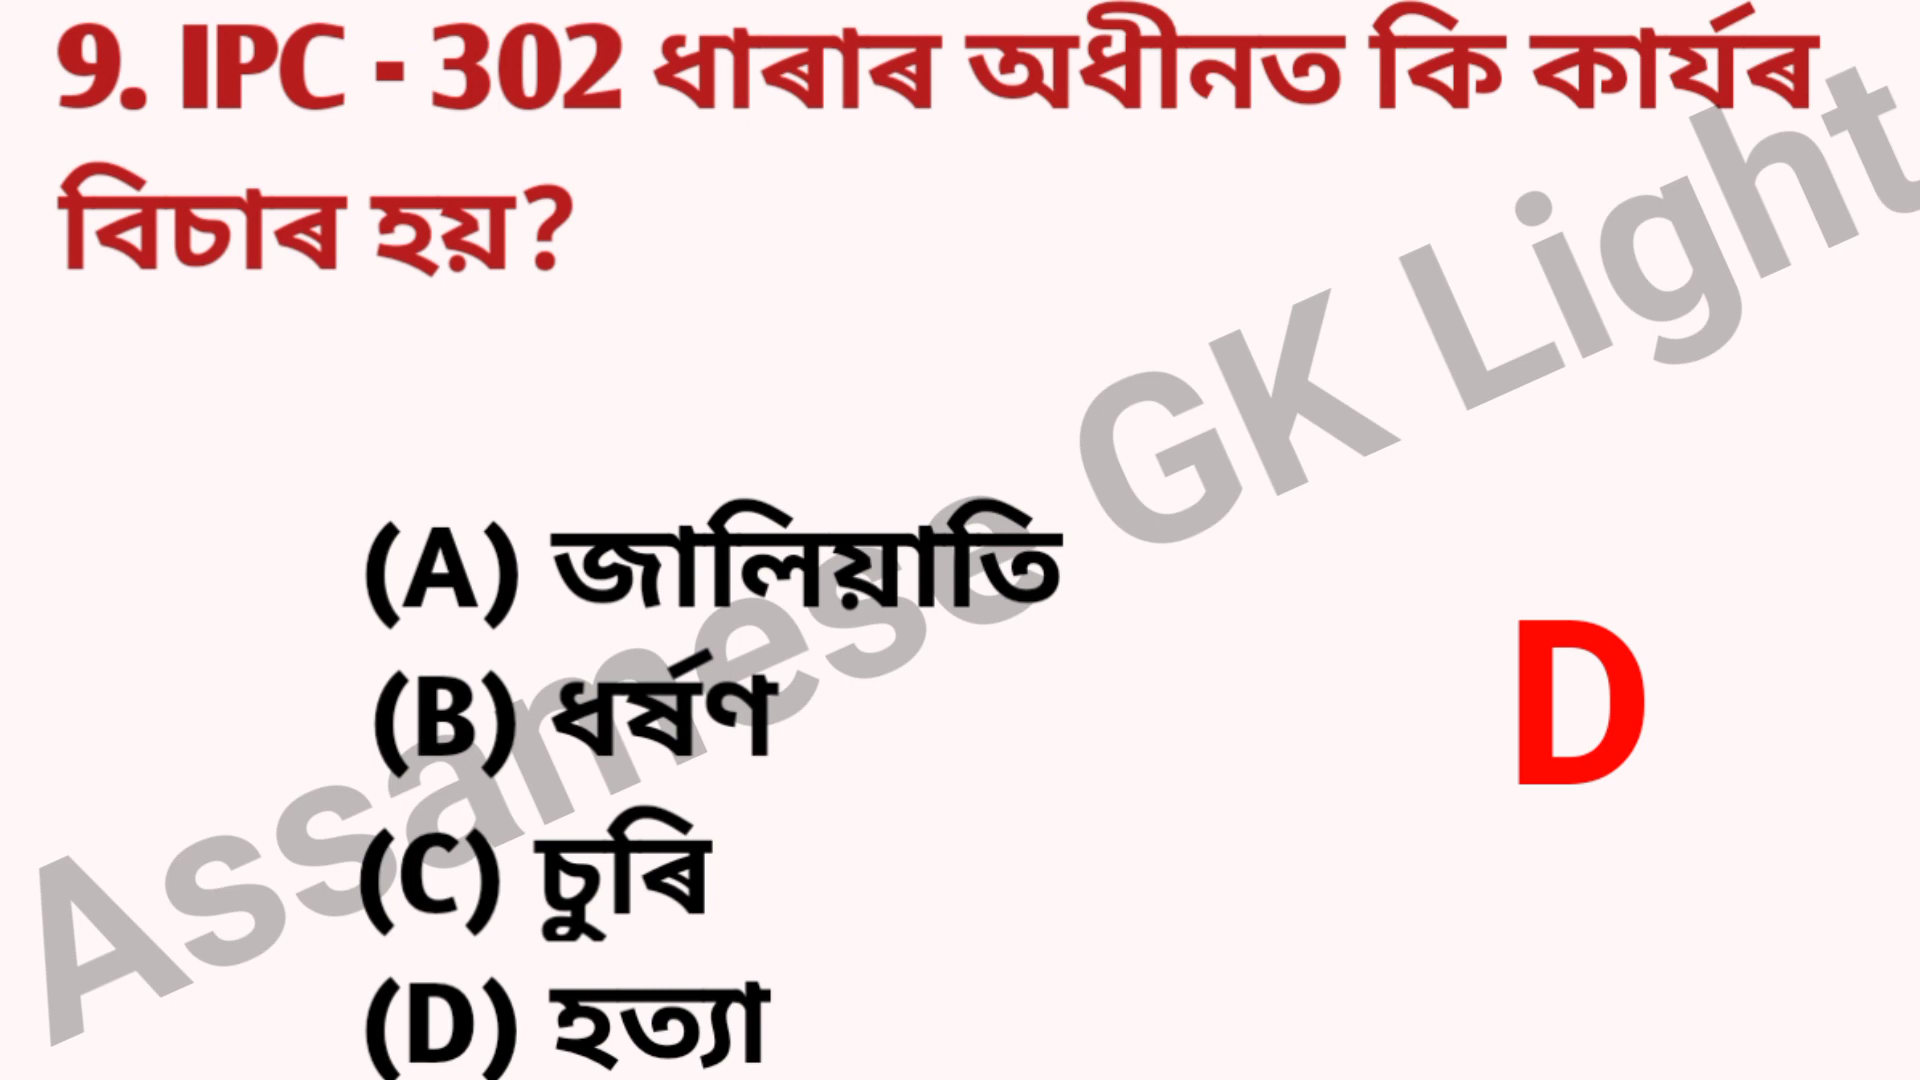 9. IPC - 302 ধাৰাৰ অধীনত কি কাৰ্যৰ
বিচাৰ হয়?
(A) জালিয়াতি
(B) ধৰ্ষণ
(C) চুৰি
(D) হত্যা
D
Assamese GK Light